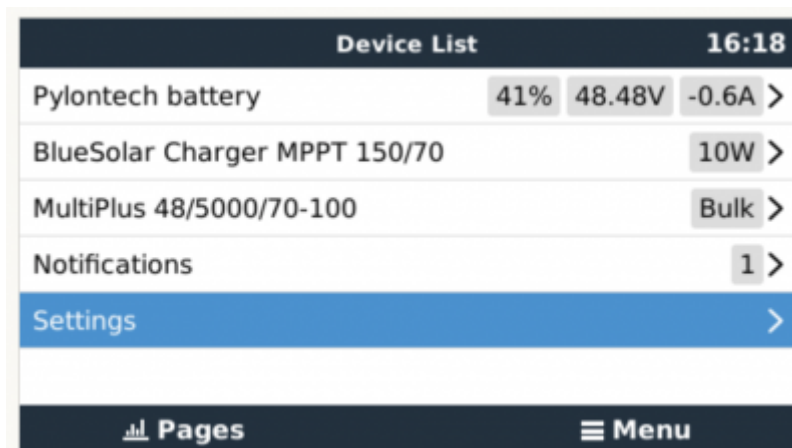 Device List 16:18
Pylontech battery 41% 48.48V -0.6A
BlueSolar Charger MPPT 150/70 10W
MultiPlus 48/5000/70-100 Bulk
Notifications 1
Settings
Pages Menu